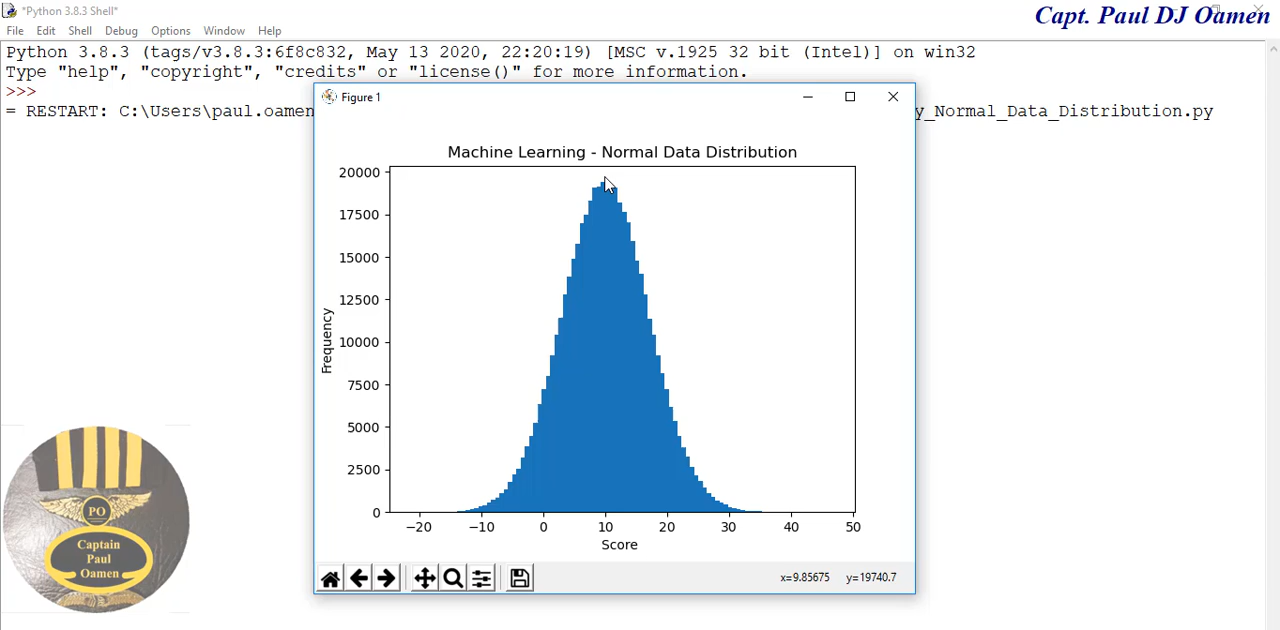 *Python 3.8.3 Shell*
Capt. Paul DJ Oamen
File Edit Shell Debug Options Window Help
Python 3.8.3 (tags/v3.8.3:6f8c832, May 13 2020, 22:20:19) [MSC v.1925 32 bit (Intel)] on win32
Type "help", "copyright", "credits" or "license()" for more information.
>>>
= RESTART: C:\Users\paul.oamen y_Normal_Data_Distribution.py
Figure 1
Machine Learning - Normal Data Distribution
20000
17500
15000
12500
10000
7500
5000
2500
0
Frequency
−20 −10 0 10 20 30 40 50
Score
x=9.85675 y=19740.7
PO
Captain
Paul
Oamen